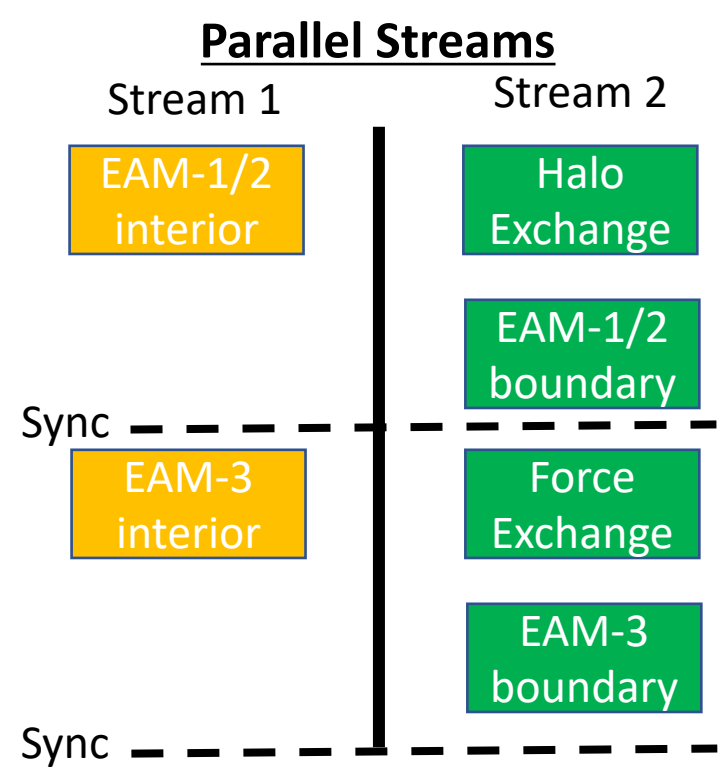 Parallel Streams
Stream 1
Stream 2
EAM-1/2
interior
Halo
Exchange
EAM-1/2
boundary
Sync
EAM-3
interior
Force
Exchange
EAM-3
boundary
Sync